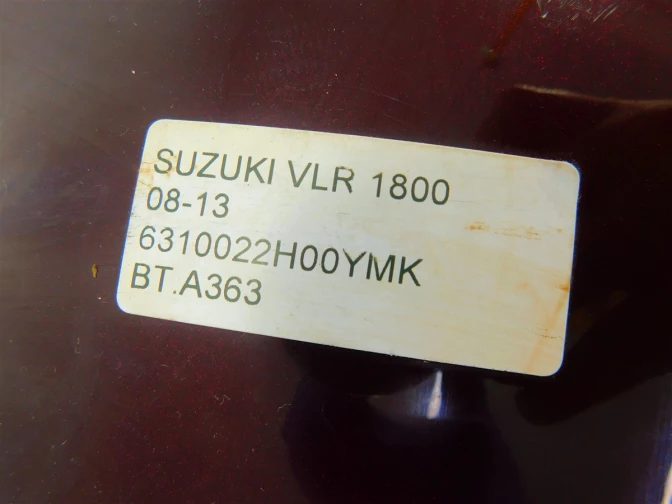 SUZUKI VLR 1800
08-13
6310022H00YMK
BT.A363